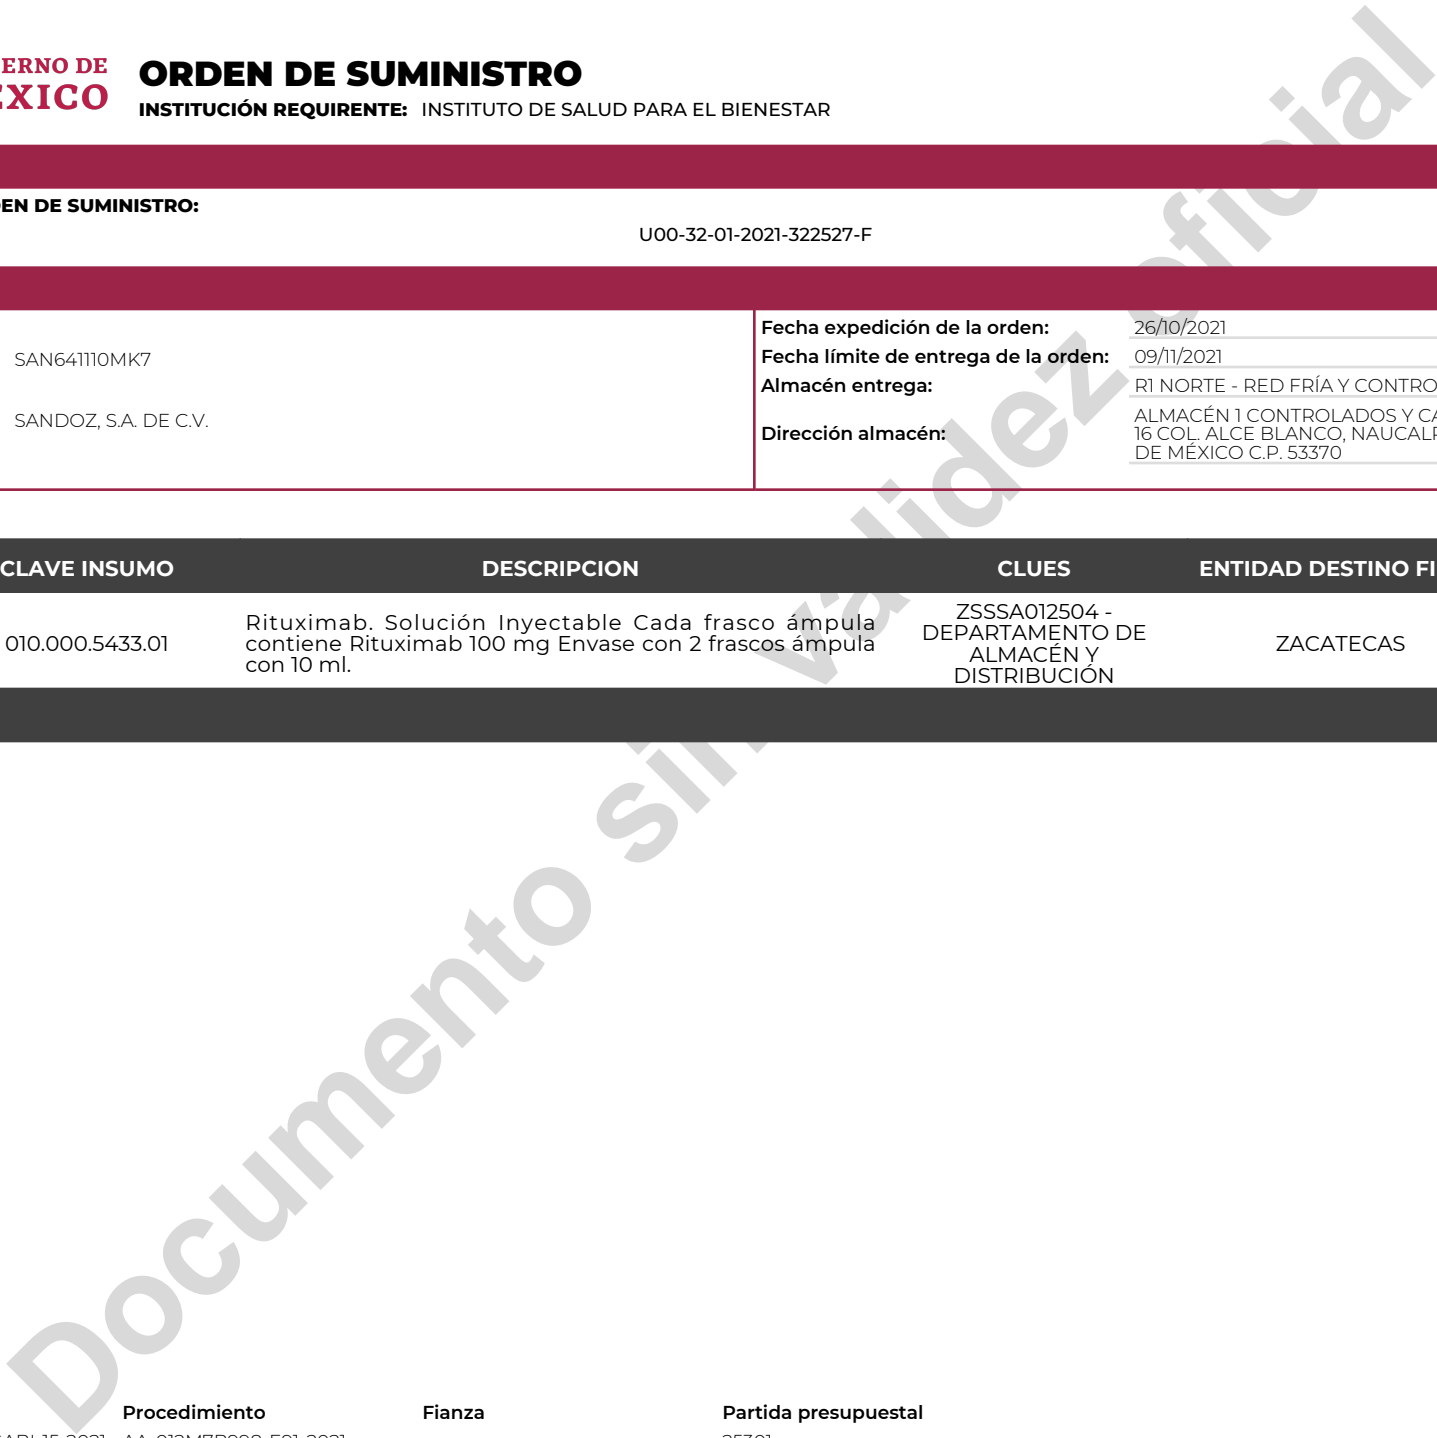 ERNO DE
ORDEN DE SUMINISTRO
INSTITUCIÓN REQUIRENTE: INSTITUTO DE SALUD PARA EL BIENESTAR
EN DE SUMINISTRO:
U00-32-01-2021-322527-F
SAN641110MK7
SANDOZ, S.A. DE C.V.
Fecha expedición de la orden: 26/10/2021
Fecha límite de entrega de la orden: 09/11/2021
Almacén entrega: R1 NORTE - RED FRÍA Y CONTRO
Dirección almacén:
ALMACÉN 1 CONTROLADOS Y CA
16 COL. ALCE BLANCO, NAUCALP
DE MÉXICO C.P. 53370
CLAVE INSUMO DESCRIPCION CLUES ENTIDAD DESTINO FI
010.000.5433.01
Rituximab. Solución Inyectable Cada frasco ámpula
contiene Rituximab 100 mg Envase con 2 frascos ámpula
con 10 ml.
ZSSSA012504 -
DEPARTAMENTO DE
ALMACÉN Y
DISTRIBUCIÓN
ZACATECAS
Documento sin validez oficial
Procedimiento Fianza Partida presupuestal